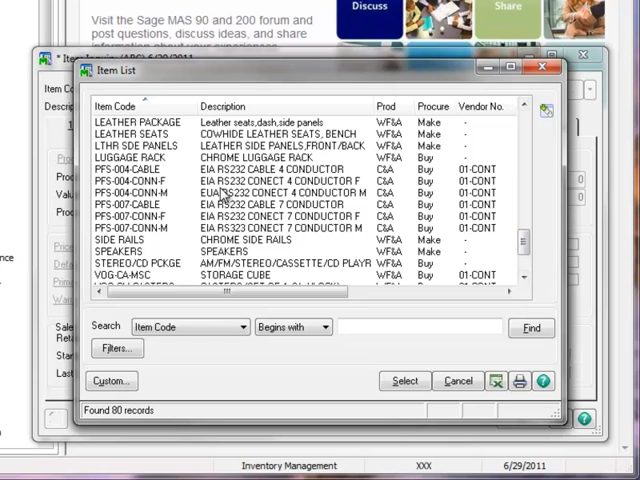 Visit the Sage MAS 90 and 200 forum and
post questions, discuss ideas, and share
Discuss
Share
6/29/2011
Item List
Item Code Description Prod Procure Vendor No.
LEATHER PACKAGE Leather seats,dash,side panels WF&A Make -
LEATHER SEATS COWHIDE LEATHER SEATS, BENCH WF&A Make -
LTHR SDE PANELS LEATHER SIDE PANELS,FRONT/BACK WF&A Make -
LUGGAGE RACK CHROME LUGGAGE RACK WF&A Buy -
PFS-004-CABLE EIA RS232 CABLE 4 CONDUCTOR C&A Buy 01-CONT
PFS-004-CONN-F EIA RS232 CONECT 4 CONDUCTOR F C&A Buy 01-CONT
PFS-004-CONN-M EUA RS232 CONECT 4 CONDUCTOR M C&A Buy 01-CONT
PFS-007-CABLE EIA RS232 CABLE 7 CONDUCTOR C&A Buy 01-CONT
PFS-007-CONN-F EIA RS232 CONECT 7 CONDUCTOR F C&A Buy 01-CONT
PFS-007-CONN-M EIA RS323 CONECT 7 CONDUCTOR M C&A Buy 01-CONT
SIDE RAILS CHROME SIDE RAILS WF&A Make -
SPEAKERS SPEAKERS WF&A Make -
STEREO/CD PCKGE AM/FM/STEREO/CASSETTE/CD PLAYR WF&A Buy -
VOG-CA-MSC STORAGE CUBE WF&A Buy 01-CONT
Search Item Code Begins with Find
Filters...
Custom... Select Cancel
Found 80 records
Inventory Management XXX 6/29/2011